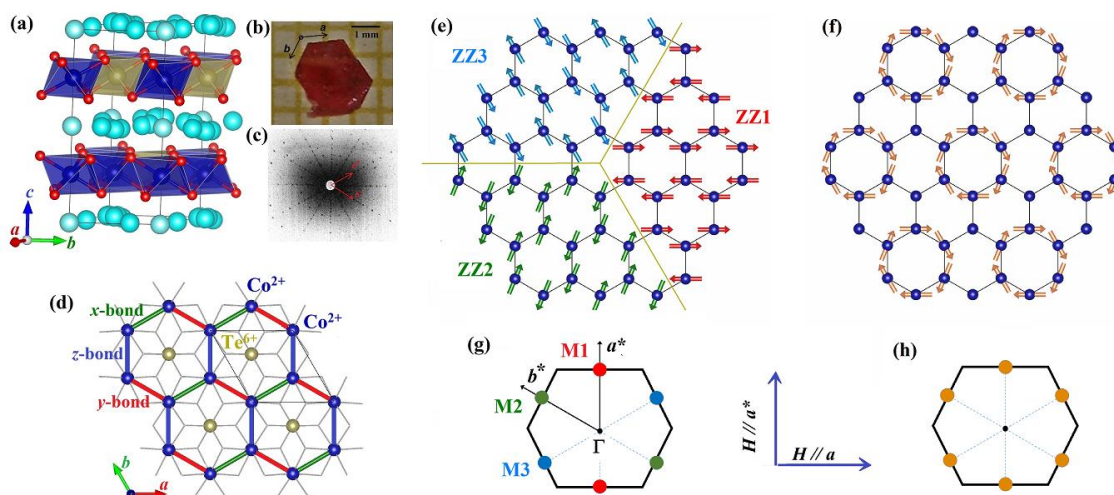 (a)
c
a
b
(b)
a
b
1 mm
(c)
(d)
Co2+
x-bond
Co2+
Te6+
z-bond
y-bond
b
a
(e)
ZZ3
ZZ1
ZZ2
(f)
(g)
M1
a*
b*
M2
Γ
M3
H // a*
H // a
(h)